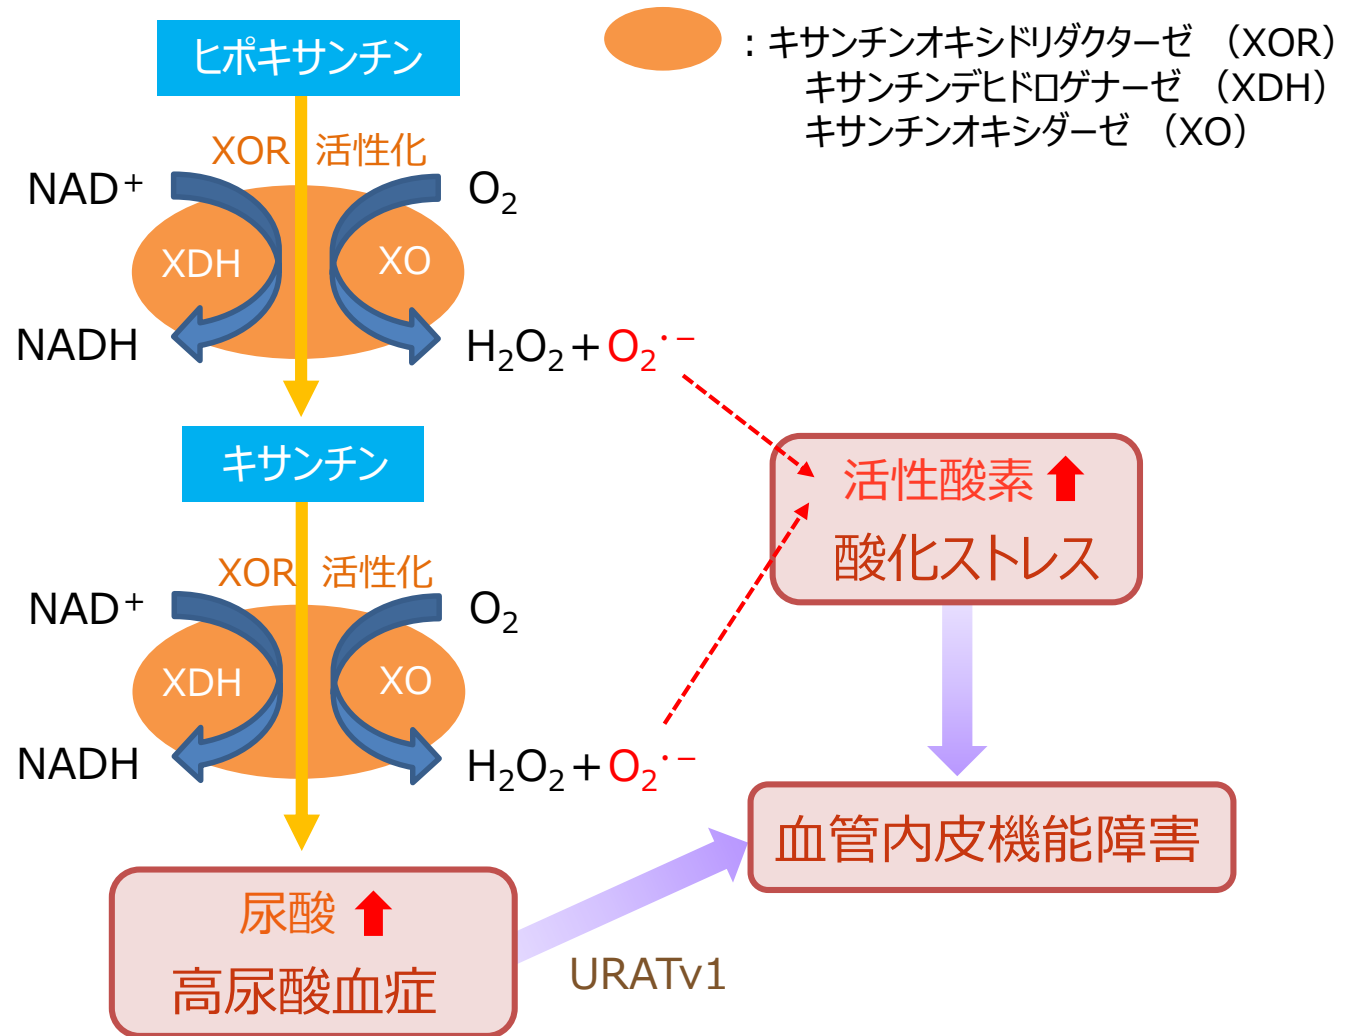 ヒポキサンチン
：キサンチンオキシドリダクターゼ （XOR）
キサンチンデヒドロゲナーゼ （XDH）
キサンチンオキシダーゼ （XO）
XOR 活性化
NAD⁺
O₂
XDH
XO
NADH
H₂O₂＋O₂˙⁻
キサンチン
活性酸素
酸化ストレス
XOR 活性化
NAD⁺
O₂
XDH
XO
NADH
H₂O₂＋O₂˙⁻
血管内皮機能障害
尿酸
高尿酸血症
URATv1